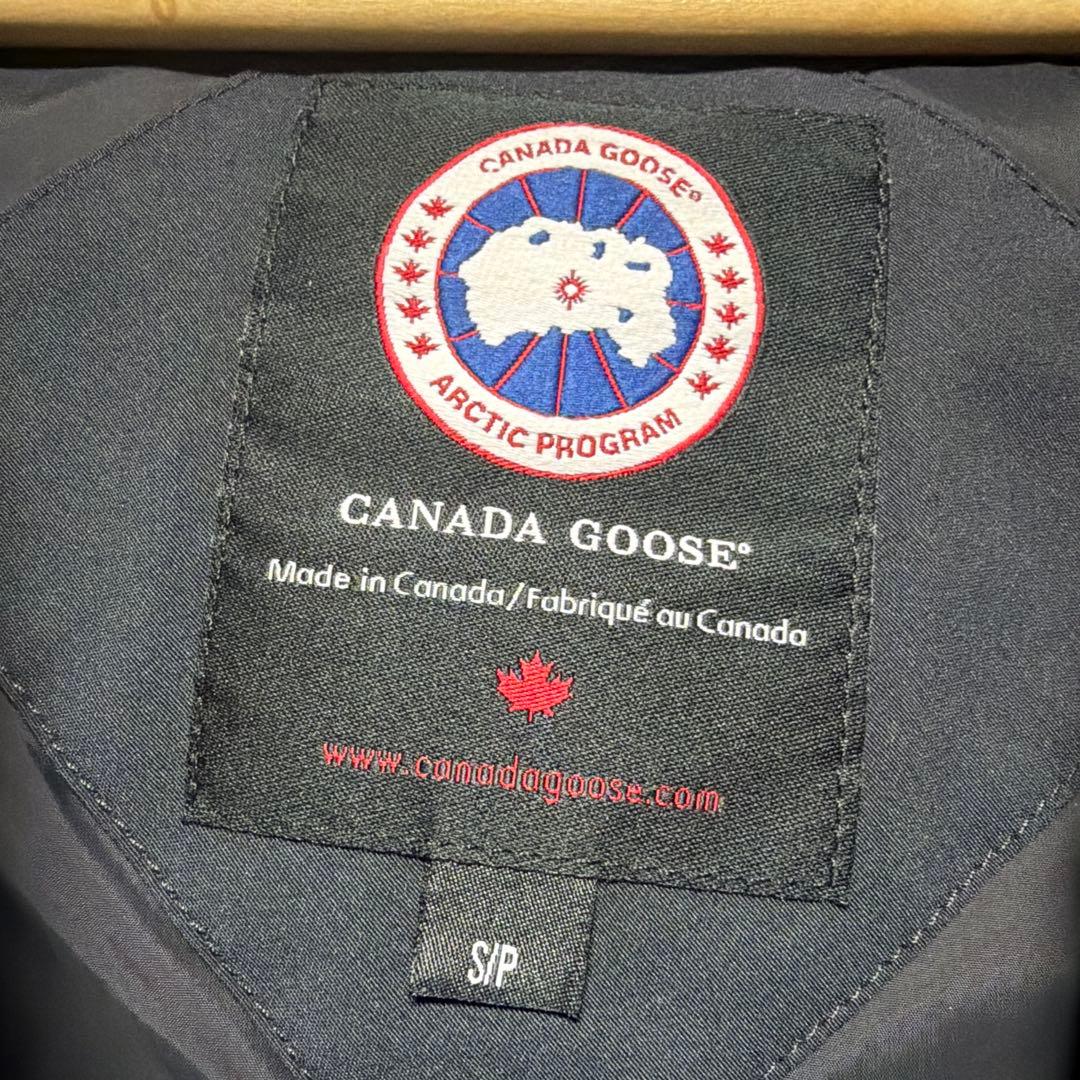 CANADA GOOSE®
ARCTIC PROGRAM
CANADA GOOSE®
Made in Canada/Fabriqué au Canada
www.canadagoose.com
S/P